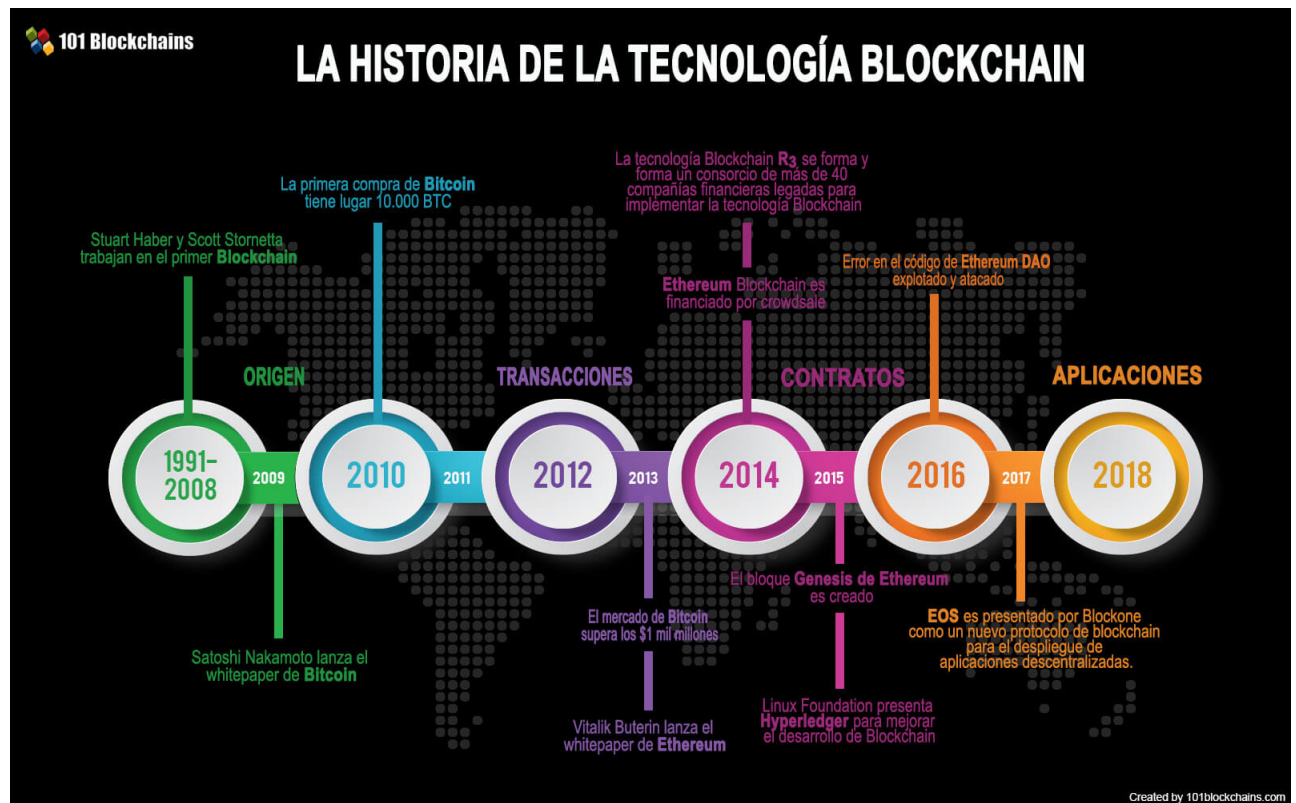 101 Blockchains
LA HISTORIA DE LA TECNOLOGÍA BLOCKCHAIN
Stuart Haber y Scott Stornetta
trabajan en el primer Blockchain
La primera compra de Bitcoin
tiene lugar 10.000 BTC
La tecnología Blockchain R3, se forma y
forma un consorcio de más de 40
compañías financieras legadas para
implementar la tecnología Blockchain
Ethereum Blockchain es
financiado por crowdsale
Error en el código de Ethereum DAO
explotado y atacado
ORIGEN
TRANSACCIONES
CONTRATOS
APLICACIONES
1991-
2008
2009
2010
2011
2012
2013
2014
2015
2016
2017
2018
Satoshi Nakamoto lanza el
whitepaper de Bitcoin
El mercado de Bitcoin
supera los $1 mil millones
Vitalik Buterin lanza el
whitepaper de Ethereum
El bloque Genesis de Ethereum
es creado
Linux Foundation presenta
Hyperledger para mejorar
el desarrollo de Blockchain
EOS es presentado por Blockone
como un nuevo protocolo de blockchain
para el despliegue de
aplicaciones descentralizadas.
Created by 101blockchains.com